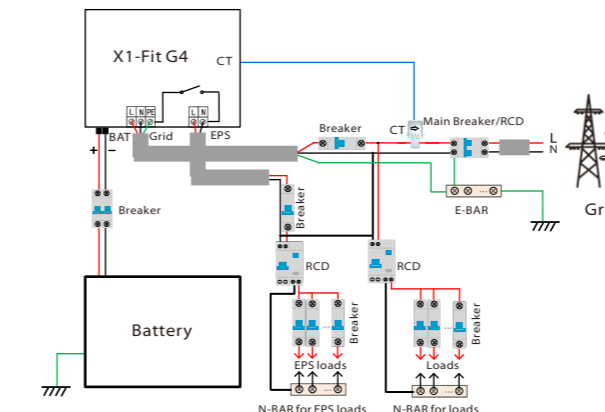 X1-Fit G4
CT
L N PE
L N
BAT
Grid
EPS
+
−
Breaker
CT
Main Breaker/RCD
L
N
Breaker
Breaker
E-BAR
Gr
RCD
RCD
Battery
Breaker
Breaker
EPS loads
Loads
N-BAR for EPS loads
N-BAR for loads